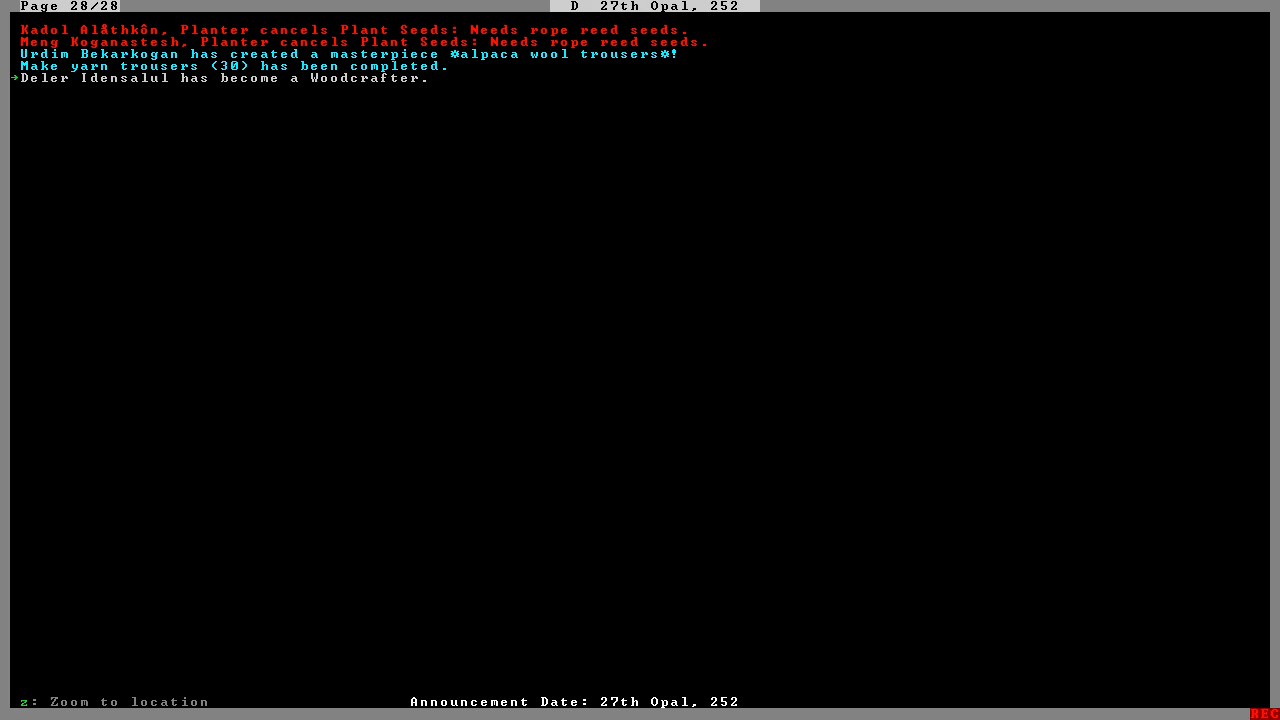 Page 28/28
D 27th Opal, 252
Kadol Alåthkôn, Planter cancels Plant Seeds: Needs rope reed seeds.
Meng Koganastesh, Planter cancels Plant Seeds: Needs rope reed seeds.
Urdim Bekarkogan has created a masterpiece ☼alpaca wool trousers☼!
Make yarn trousers (30) has been completed.
→Deler Idensalul has become a Woodcrafter.
z: Zoom to location
Announcement Date: 27th Opal, 252
REC